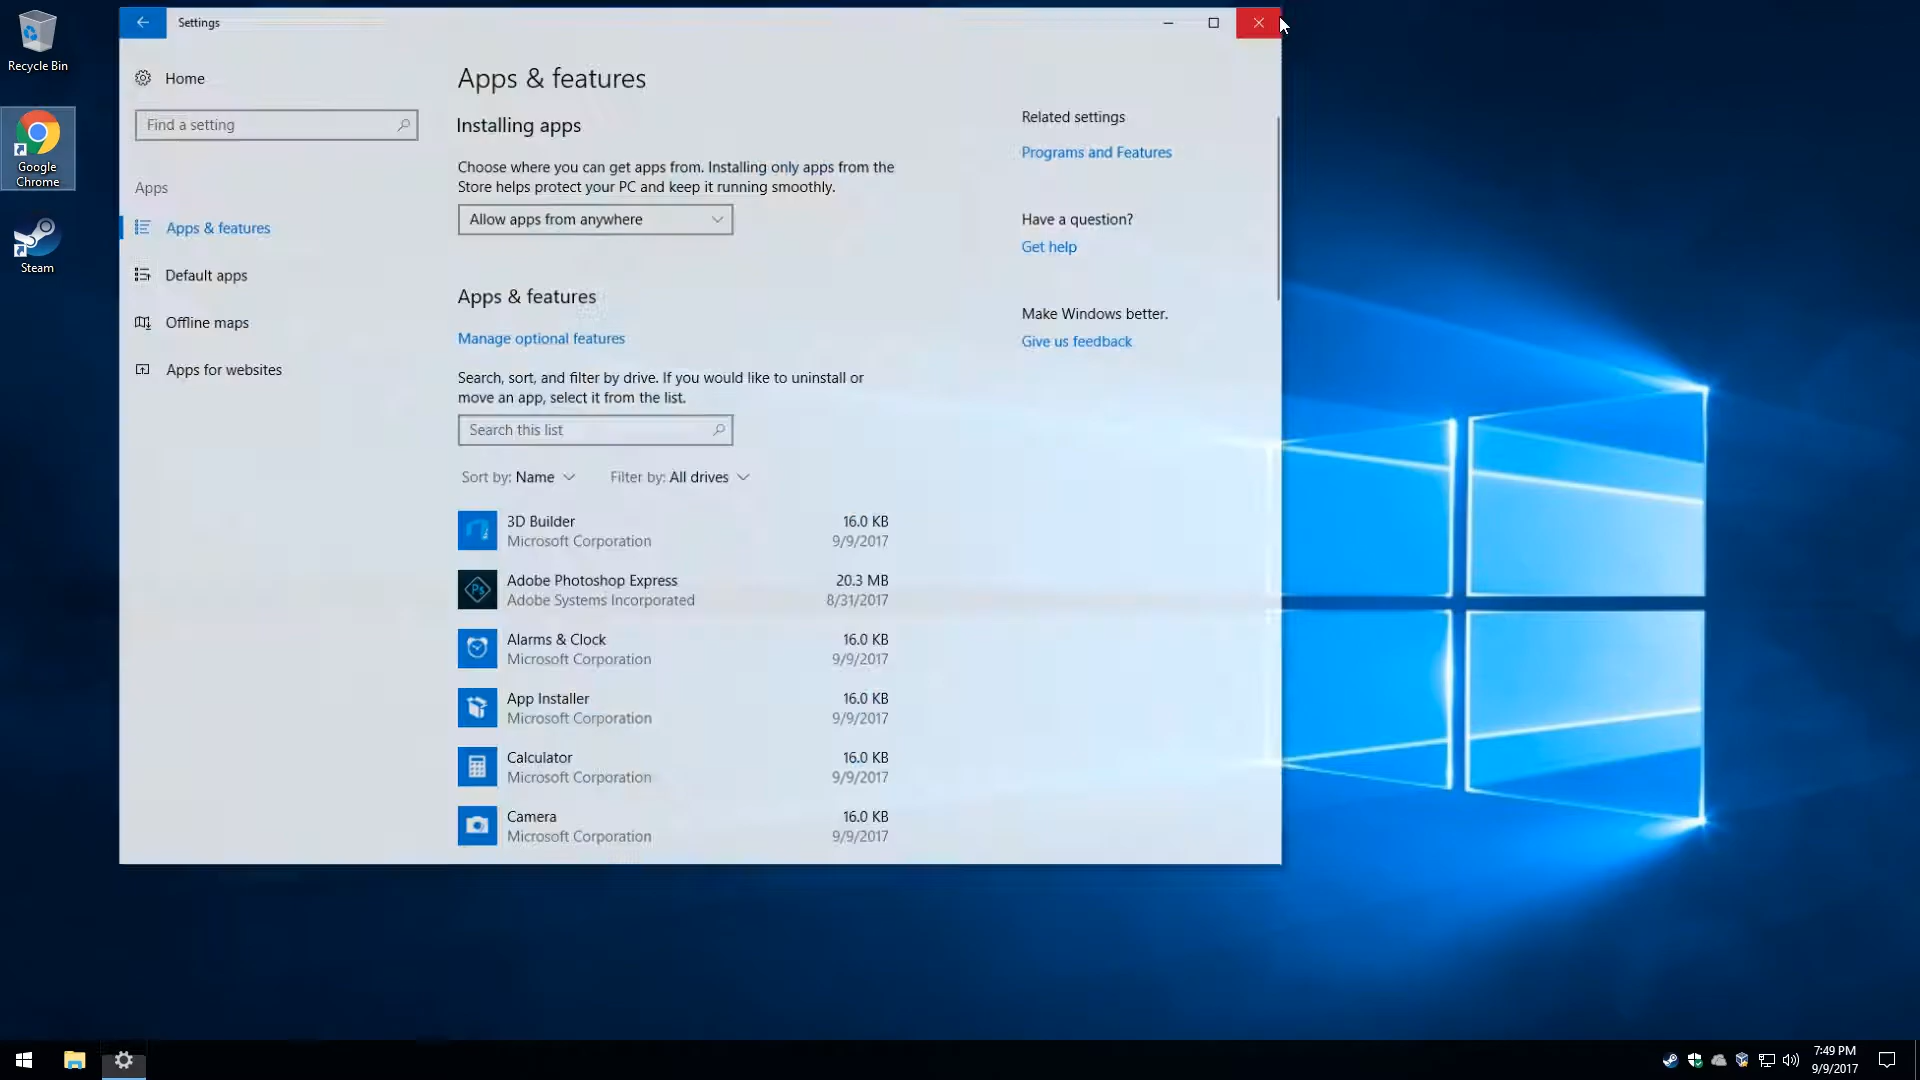 Recycle Bin
Google
Chrome
Steam
Settings
Home
Find a setting
Apps
Apps & features
Default apps
Offline maps
Apps for websites
Apps & features
Installing apps
Choose where you can get apps from. Installing only apps from the
Store helps protect your PC and keep it running smoothly.
Allow apps from anywhere
Apps & features
Manage optional features
Search, sort, and filter by drive. If you would like to uninstall or
move an app, select it from the list.
Search this list
Sort by: Name Filter by: All drives
3D Builder 16.0 KB
Microsoft Corporation 9/9/2017
Ps
Adobe Photoshop Express 20.3 MB
Adobe Systems Incorporated 8/31/2017
Alarms & Clock 16.0 KB
Microsoft Corporation 9/9/2017
App Installer 16.0 KB
Microsoft Corporation 9/9/2017
Calculator 16.0 KB
Microsoft Corporation 9/9/2017
Camera 16.0 KB
Microsoft Corporation 9/9/2017
Related settings
Programs and Features
Have a question?
Get help
Make Windows better.
Give us feedback
7:49 PM
9/9/2017